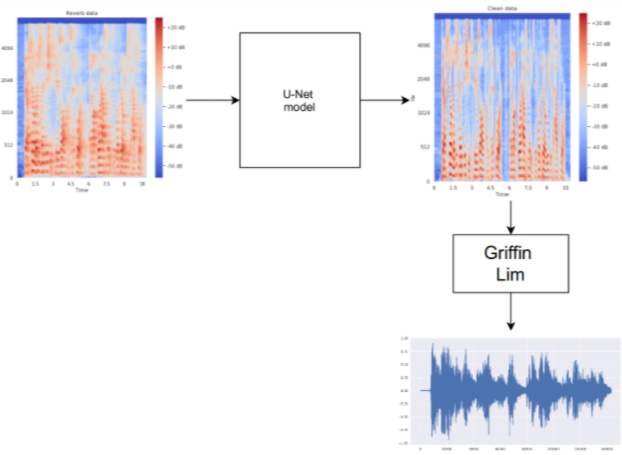 Reverb data
4096
2048
1024
512
0
0 1.5 3 4.5 6 7.5 9 10
Time
+20 dB
+10 dB
+0 dB
-10 dB
-20 dB
-30 dB
-40 dB
-50 dB
U-Net
model
Clean data
Hz
4096
2048
1024
512
0
0 1.5 3 4.5 6 7.5 9 10
Time
+20 dB
+10 dB
+0 dB
-10 dB
-20 dB
-30 dB
-40 dB
-50 dB
Griffin
Lim